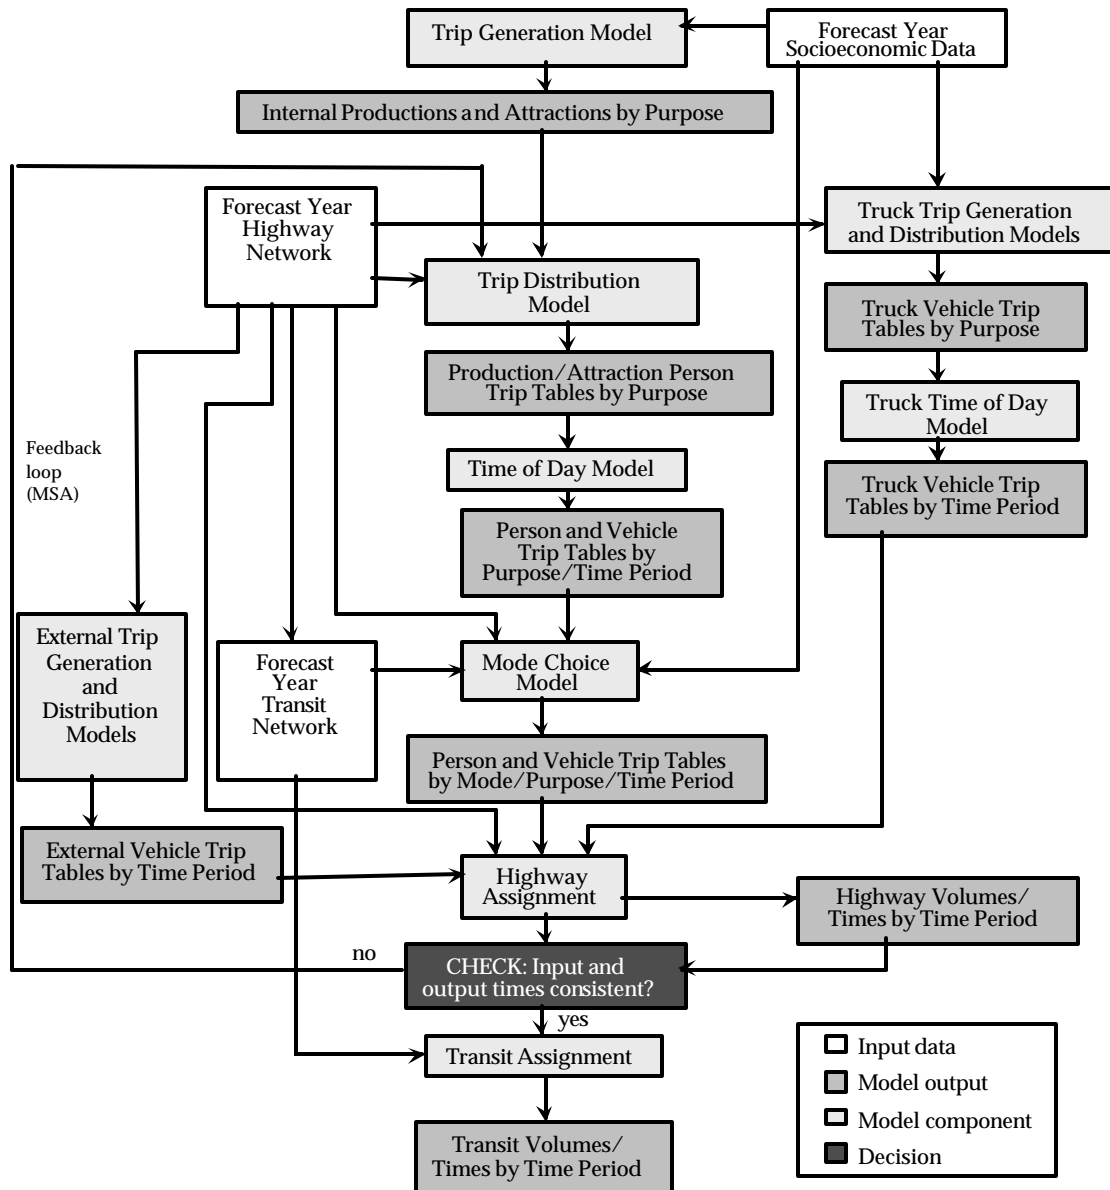 Trip Generation Model
Forecast Year
Socioeconomic Data
Internal Productions and Attractions by Purpose
Forecast Year
Highway
Network
Truck Trip Generation
and Distribution Models
Trip Distribution
Model
Truck Vehicle Trip
Tables by Purpose
Production/Attraction Person
Trip Tables by Purpose
Truck Time of Day
Model
Feedback
loop
(MSA)
Time of Day Model
Truck Vehicle Trip
Tables by Time Period
Person and Vehicle
Trip Tables by
Purpose/Time Period
External Trip
Generation
and
Distribution
Models
Forecast
Year
Transit
Network
Mode Choice
Model
Person and Vehicle Trip Tables
by Mode/Purpose/Time Period
External Vehicle Trip
Tables by Time Period
Highway
Assignment
Highway Volumes/
Times by Time Period
no
CHECK: Input and
output times consistent?
yes
Transit Assignment
Transit Volumes/
Times by Time Period
Input data
Model output
Model component
Decision